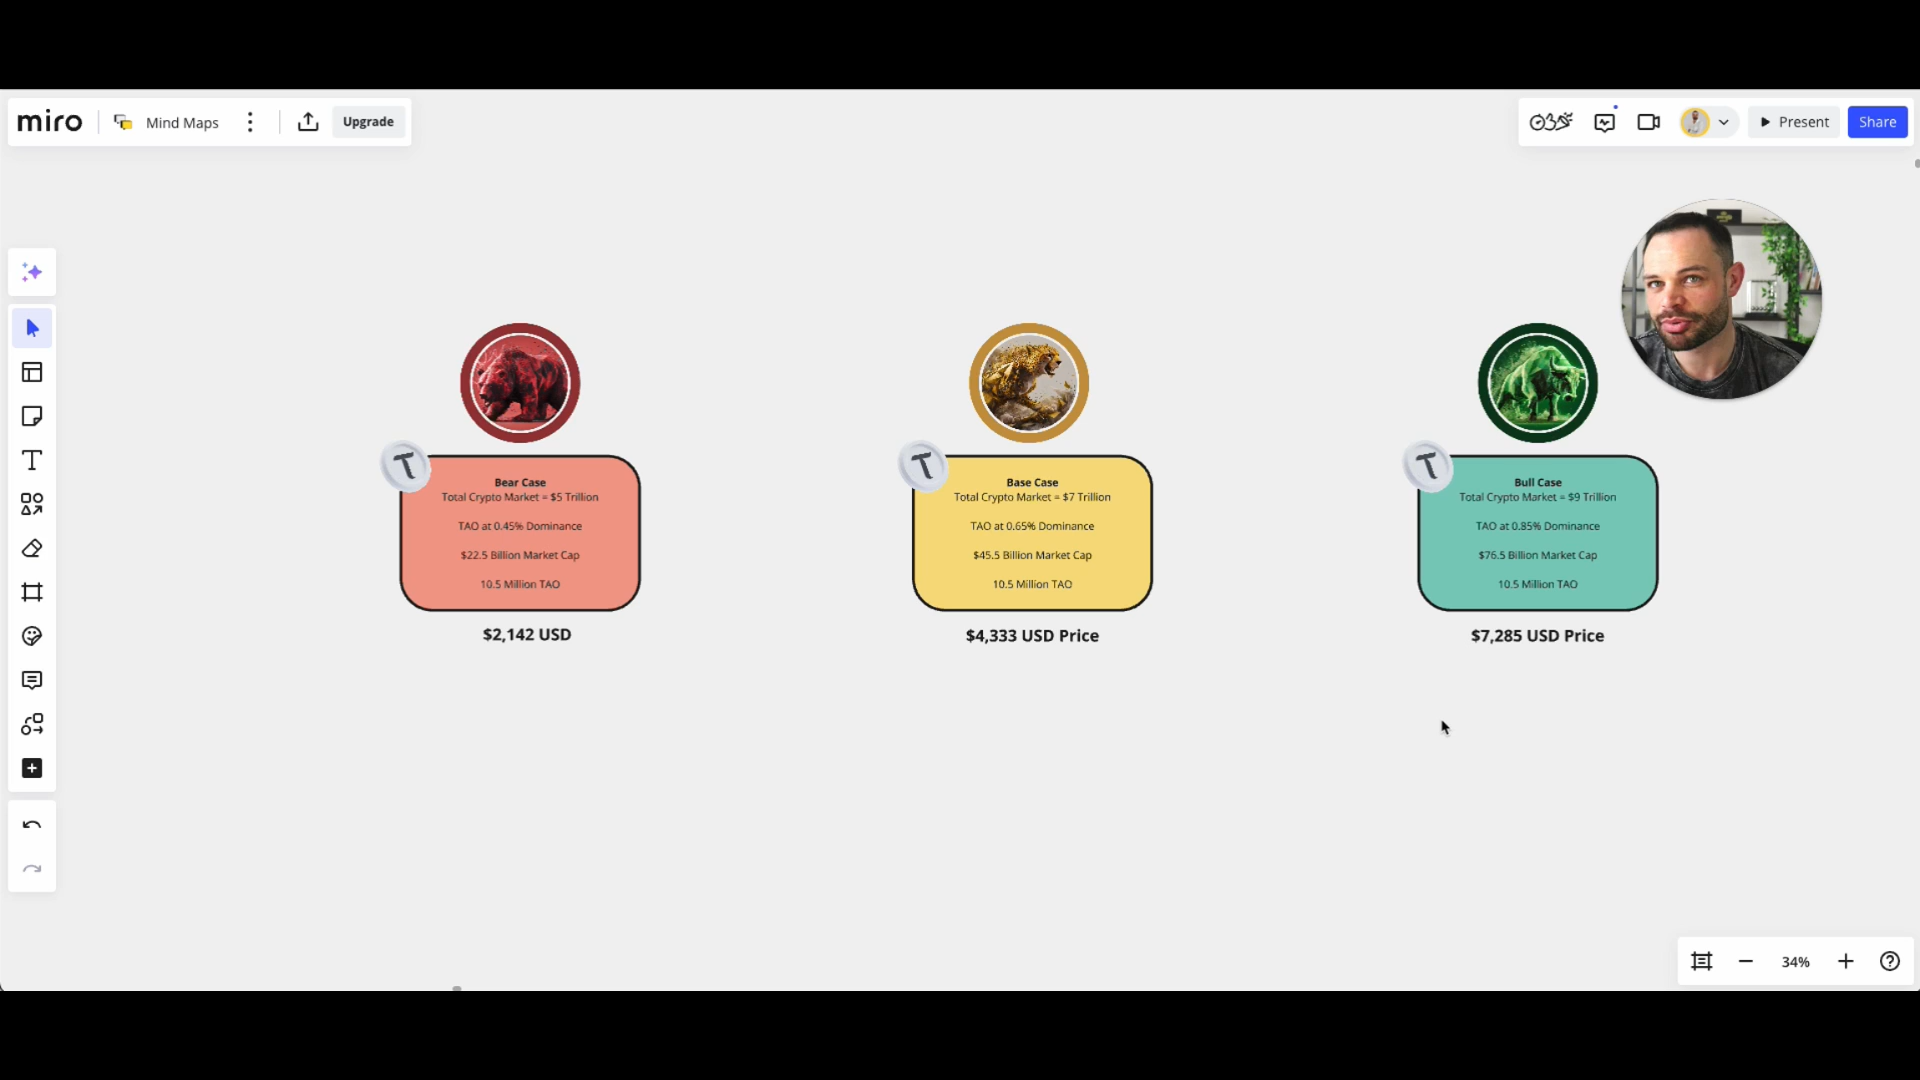 miro
Mind Maps
Upgrade
Present
Share
Bear Case
Total Crypto Market = $5 Trillion
TAO at 0.45% Dominance
$22.5 Billion Market Cap
10.5 Million TAO
$2,142 USD
Base Case
Total Crypto Market = $7 Trillion
TAO at 0.65% Dominance
$45.5 Billion Market Cap
10.5 Million TAO
$4,333 USD Price
Bull Case
Total Crypto Market = $9 Trillion
TAO at 0.85% Dominance
$76.5 Billion Market Cap
10.5 Million TAO
$7,285 USD Price
34%